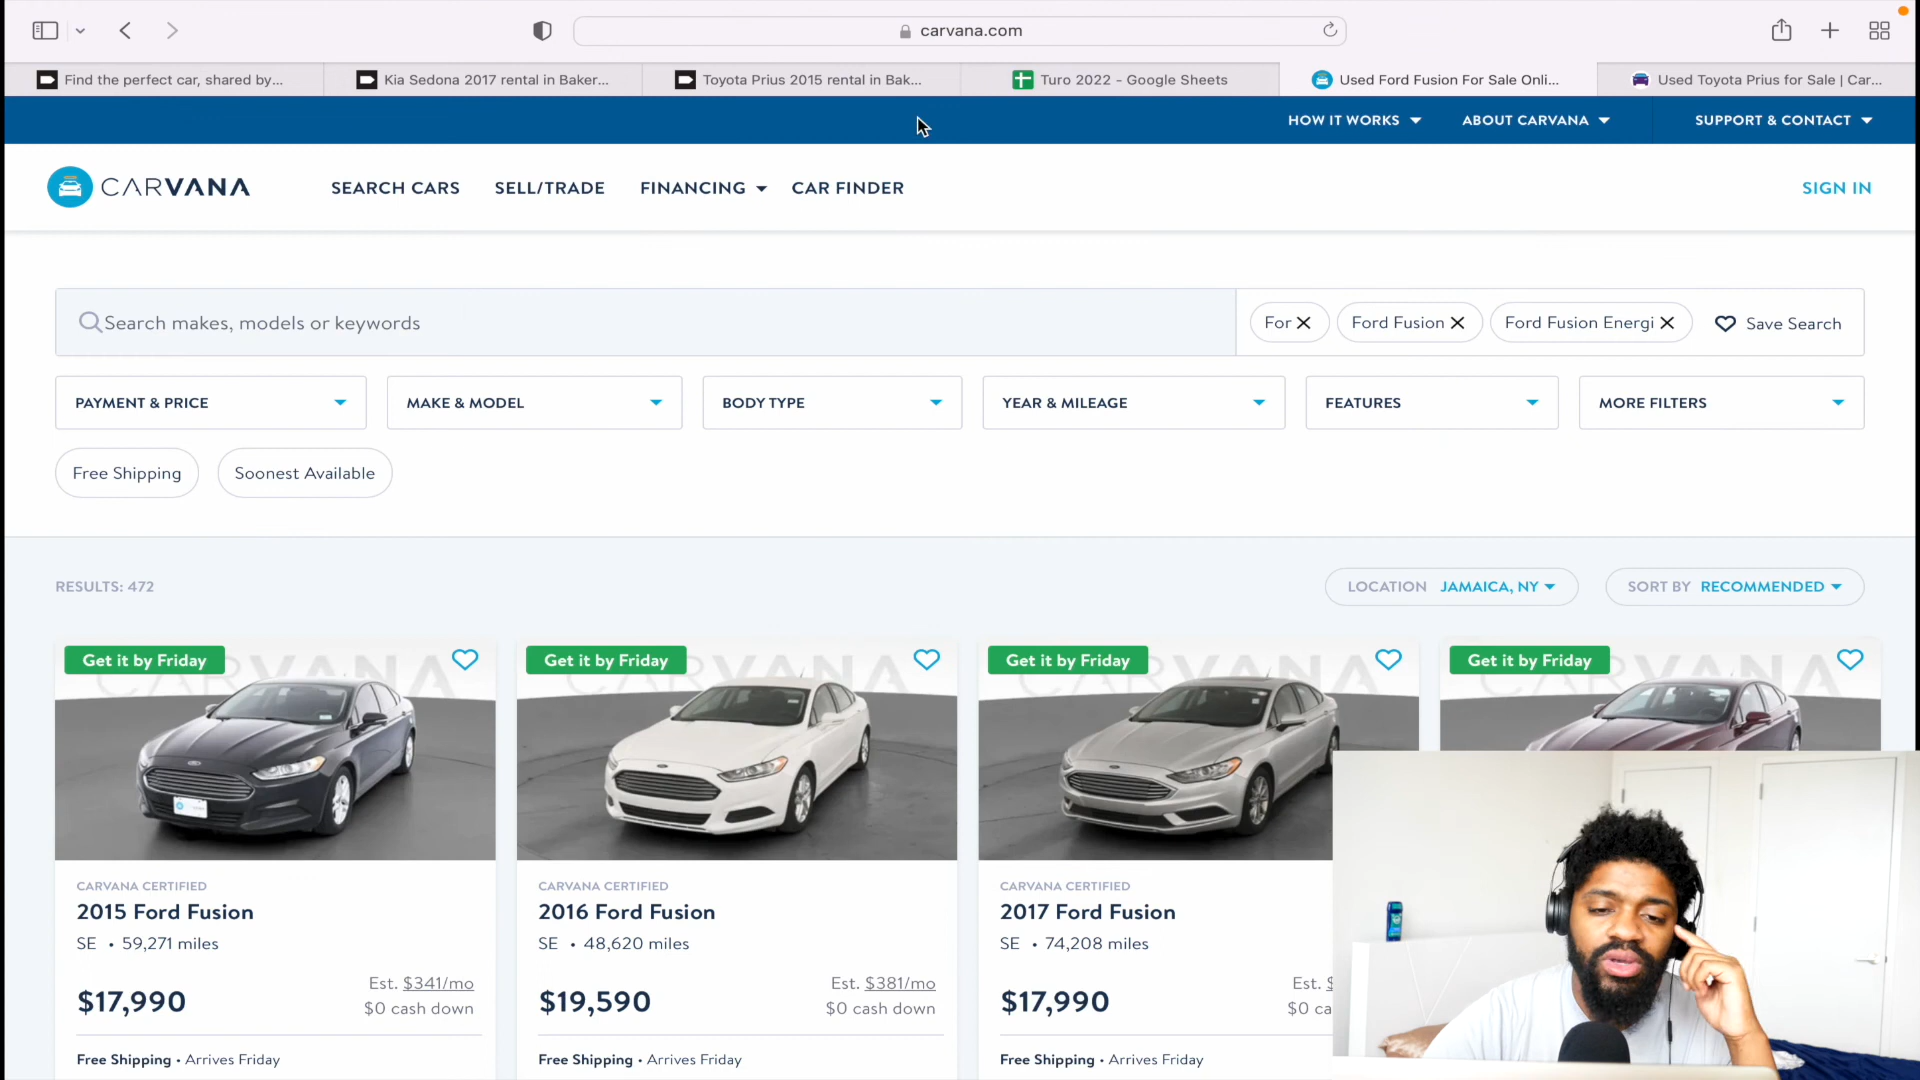 carvana.com
Find the perfect car, shared by...
Kia Sedona 2017 rental in Baker...
Toyota Prius 2015 rental in Bak...
Turo 2022 - Google Sheets
Used Ford Fusion For Sale Onli...
Used Toyota Prius for Sale | Car...
HOW IT WORKS
ABOUT CARVANA
SUPPORT & CONTACT
CARVANA
SEARCH CARS
SELL/TRADE
FINANCING
CAR FINDER
SIGN IN
Search makes, models or keywords
For
Ford Fusion
Ford Fusion Energi
Save Search
PAYMENT & PRICE
MAKE & MODEL
BODY TYPE
YEAR & MILEAGE
FEATURES
MORE FILTERS
Free Shipping
Soonest Available
RESULTS: 472
LOCATION JAMAICA, NY
SORT BY RECOMMENDED
Get it by Friday
Get it by Friday
Get it by Friday
Get it by Friday
CARVANA CERTIFIED
2015 Ford Fusion
SE • 59,271 miles
Est. $341/mo
$17,990
$0 cash down
Free Shipping • Arrives Friday
CARVANA CERTIFIED
2016 Ford Fusion
SE • 48,620 miles
Est. $381/mo
$19,590
$0 cash down
Free Shipping • Arrives Friday
CARVANA CERTIFIED
2017 Ford Fusion
SE • 74,208 miles
Est. $
$17,990
$0 ca
Free Shipping • Arrives Friday